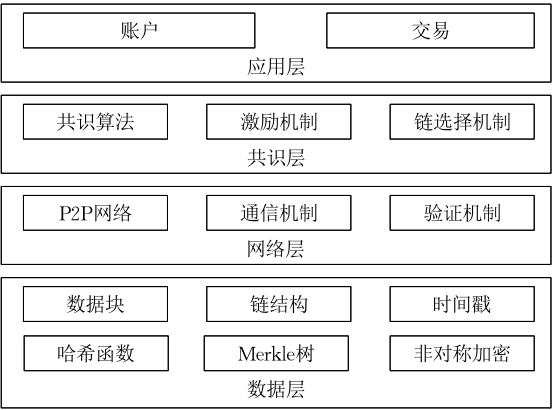 账户 交易
应用层
共识算法 激励机制 链选择机制
共识层
P2P网络 通信机制 验证机制
网络层
数据块 链结构 时间戳
哈希函数 Merkle树 非对称加密
数据层